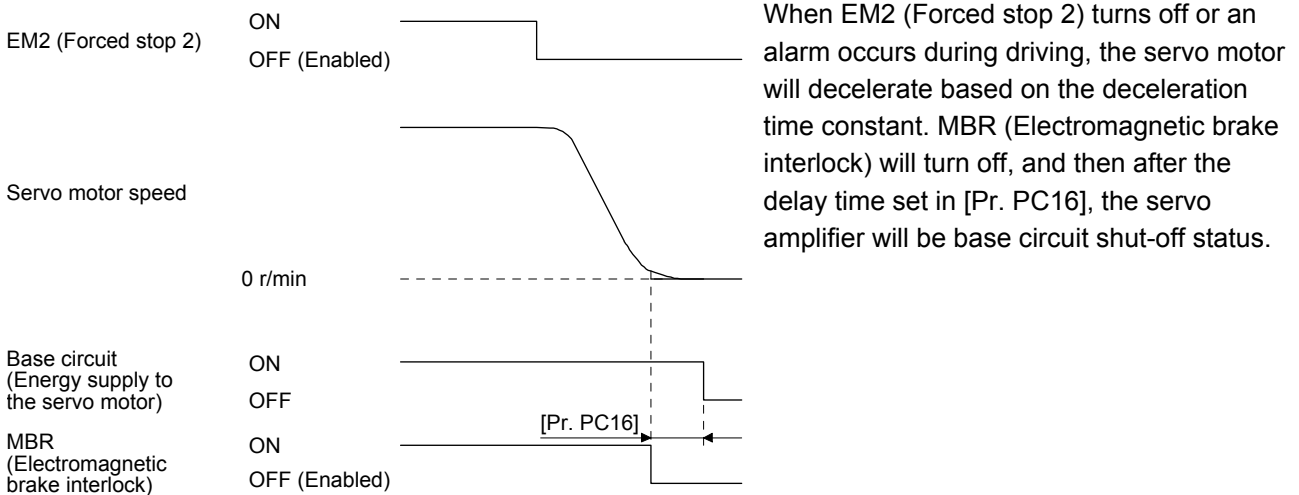 EM2 (Forced stop 2)
ON
OFF (Enabled)
Servo motor speed
0 r/min
Base circuit
(Energy supply to
the servo motor)
ON
OFF
[Pr. PC16]
MBR
(Electromagnetic
brake interlock)
ON
OFF (Enabled)
When EM2 (Forced stop 2) turns off or an
alarm occurs during driving, the servo motor
will decelerate based on the deceleration
time constant. MBR (Electromagnetic brake
interlock) will turn off, and then after the
delay time set in [Pr. PC16], the servo
amplifier will be base circuit shut-off status.